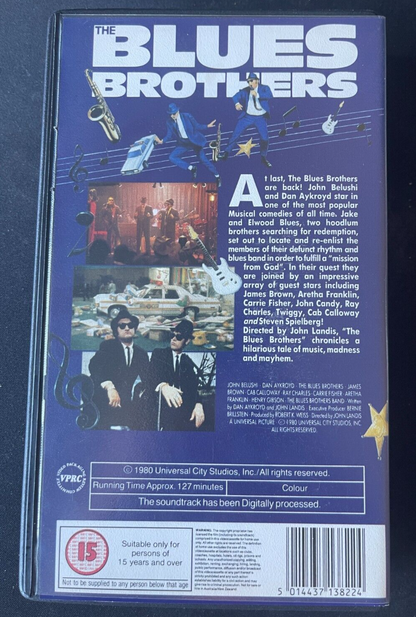 THE
BLUES
BROTHERS
At last, The Blues Brothers
are back! John Belushi
and Dan Aykroyd star in
one of the most popular
Musical comedies of all time. Jake
and Elwood Blues, two hoodlum
brothers searching for redemption,
set out to locate and re-enlist the
members of their defunct rhythm and
blues band in order to fulfill a "mission
from God". In their quest they
are joined by an impressive
array of guest stars including
James Brown, Aretha Franklin,
Carrie Fisher, John Candy, Ray
Charles, Twiggy, Cab Calloway
and Steven Spielberg!
Directed by John Landis, "The
Blues Brothers" chronicles a
hilarious tale of music, madness
and mayhem.
JOHN BELUSHI · DAN AYKROYD · THE BLUES BROTHERS · JAMES
BROWN · CAB CALLOWAY · RAY CHARLES · CARRIE FISHER · ARETHA
FRANKLIN · HENRY GIBSON · THE BLUES BROTHERS BAND · Written
by DAN AYKROYD and JOHN LANDIS · Executive Producer BERNIE
BRILLSTEIN · Produced by ROBERT K. WEISS · Directed by JOHN LANDIS
A UNIVERSAL PICTURE © 1980 UNIVERSAL CITY STUDIOS, INC
ALL RIGHTS RESERVED.
VPRC
© 1980 Universal City Studios, Inc./All rights reserved.
Running Time Approx. 127 minutes Colour
The soundtrack has been Digitally processed.
15
Suitable only for
persons of
15 years and over
Not to be supplied to any person below that age
WARNING
5 014437 138224